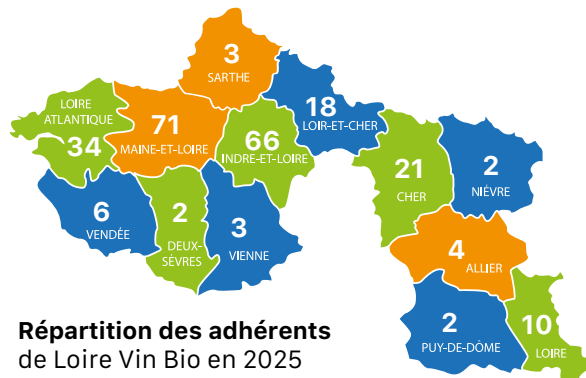 3
SARTHE
LOIRE
ATLANTIQUE
34
71
MAINE-ET-LOIRE
66
INDRE-ET-LOIRE
18
LOIR-ET-CHER
21
CHER
2
NIÉVRE
6
VENDÉE
2
DEUX-
SÈVRES
3
VIENNE
4
ALLIER
2
PUY-DE-DÔME
10
LOIRE
Répartition des adhérents
de Loire Vin Bio en 2025